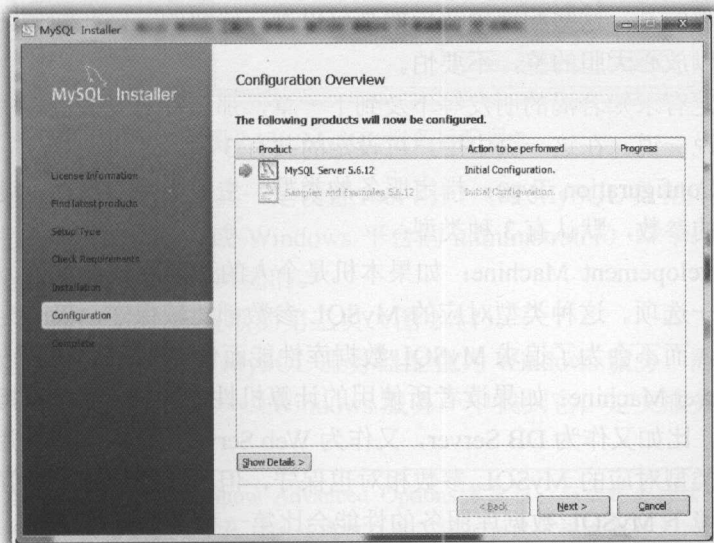 MySQL Installer
MySQL Installer
License Information
Find latest products
Setup Type
Check Requirements
Installation
Configuration
Complete
Configuration Overview
The following products will now be configured.
Product Action to be performed Progress
MySQL Server 5.6.12 Initial Configuration.
Samples and Examples 5.6.12 Initial Configuration.
Show Details >
< Back Next > Cancel